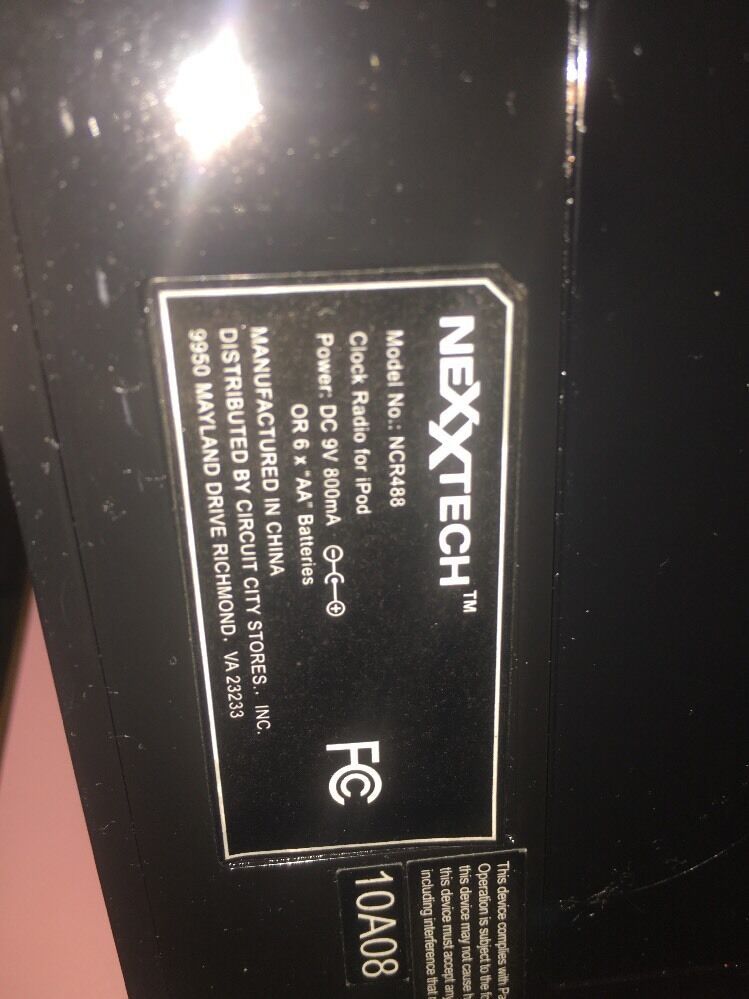 NEXXTECH™
Model No.: NCR488
Clock Radio for iPod
Power: DC 9V 800mA
OR 6 x "AA" Batteries
MANUFACTURED IN CHINA
DISTRIBUTED BY CIRCUIT CITY STORES., INC.
9950 MAYLAND DRIVE RICHMOND, VA 23233
FC
This device complies with Pa
Operation is subject to the fo
this device may not cause h
this device must accept any
including interference that
10A08